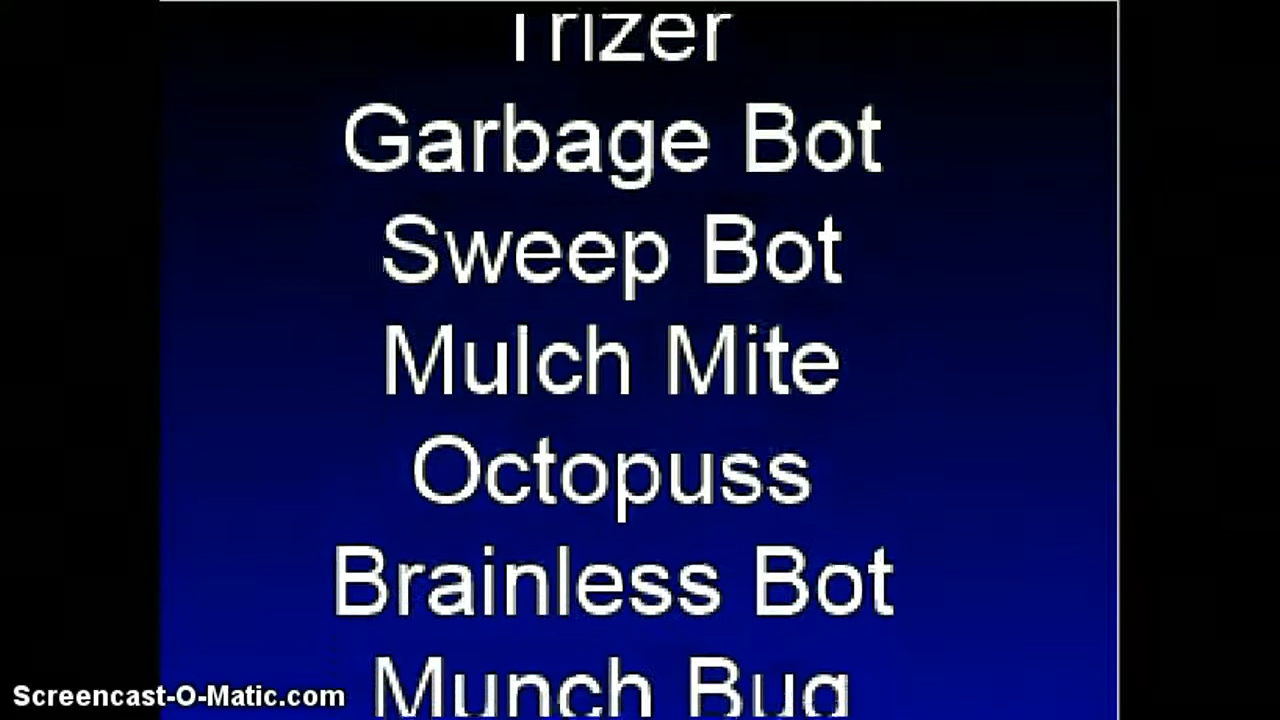 Trizer
Garbage Bot
Sweep Bot
Mulch Mite
Octopuss
Brainless Bot
Munch Bug
Screencast-O-Matic.com